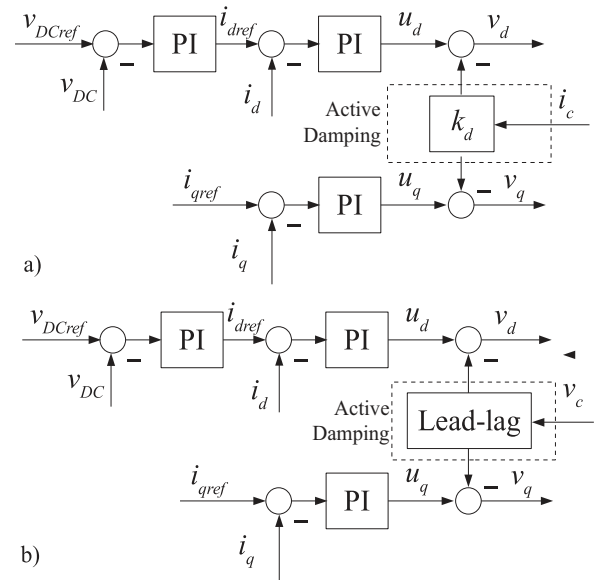 v_DCref
PI
i_dref
PI
u_d
v_d
v_DC
i_d
Active
Damping
k_d
i_c
i_qref
PI
u_q
v_q
i_q
a)
v_DCref
PI
i_dref
PI
u_d
v_d
v_DC
i_d
Active
Damping
Lead-lag
v_c
i_qref
PI
u_q
v_q
i_q
b)